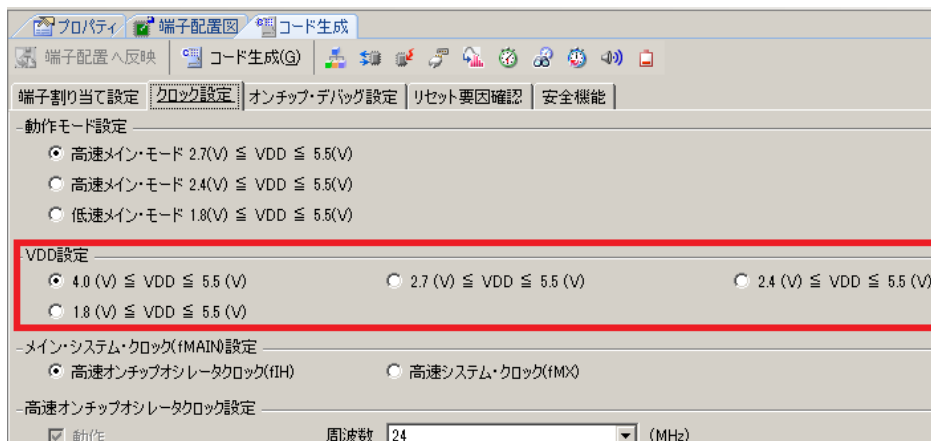 プロパティ 端子配置図 コード生成
端子配置へ反映 コード生成(G)
端子割り当て設定 クロック設定 オンチップ・デバッグ設定 リセット要因確認 安全機能
動作モード設定
高速メイン・モード 2.7(V) ≦ VDD ≦ 5.5(V)
高速メイン・モード 2.4(V) ≦ VDD ≦ 5.5(V)
低速メイン・モード 1.8(V) ≦ VDD ≦ 5.5(V)
VDD設定
4.0 (V) ≦ VDD ≦ 5.5 (V) 2.7 (V) ≦ VDD ≦ 5.5 (V) 2.4 (V) ≦ VDD ≦ 5.5 (V)
1.8 (V) ≦ VDD ≦ 5.5 (V)
メイン・システム・クロック(fMAIN)設定
高速オンチップオシレータクロック(fIH) 高速システム・クロック(fMX)
高速オンチップオシレータクロック設定
動作 周波数 24 (MHz)